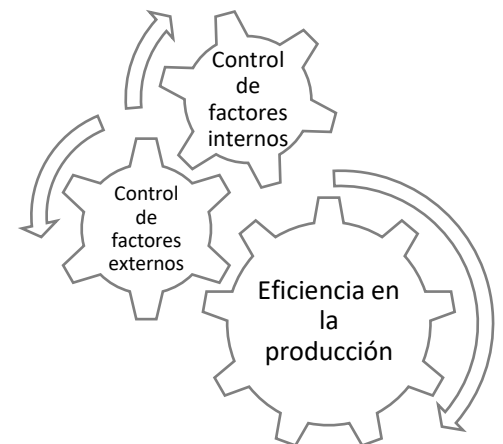 Control
de
factores
internos
Control
de
factores
externos
Eficiencia en
la
producción